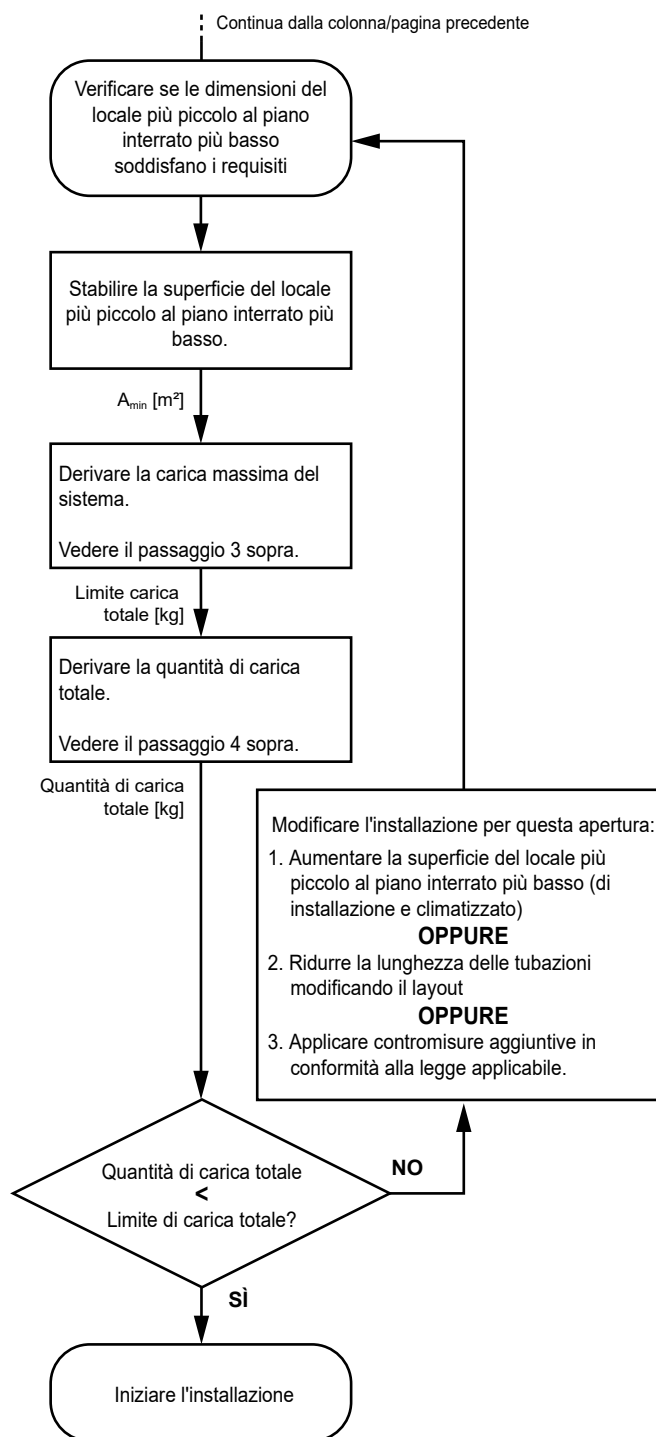 Continua dalla colonna/pagina precedente
Verificare se le dimensioni del
locale più piccolo al piano
interrato più basso
soddisfano i requisiti
Stabilire la superficie del locale
più piccolo al piano interrato più
basso.
Amin [m²]
Derivare la carica massima del
sistema.
Vedere il passaggio 3 sopra.
Limite carica
totale [kg]
Derivare la quantità di carica
totale.
Vedere il passaggio 4 sopra.
Quantità di carica
totale [kg]
Modificare l'installazione per questa apertura:
1. Aumentare la superficie del locale più
piccolo al piano interrato più basso (di
installazione e climatizzato)
OPPURE
2. Ridurre la lunghezza delle tubazioni
modificando il layout
OPPURE
3. Applicare contromisure aggiuntive in
conformità alla legge applicabile.
Quantità di carica totale
<
Limite di carica totale?
NO
SÌ
Iniziare l'installazione